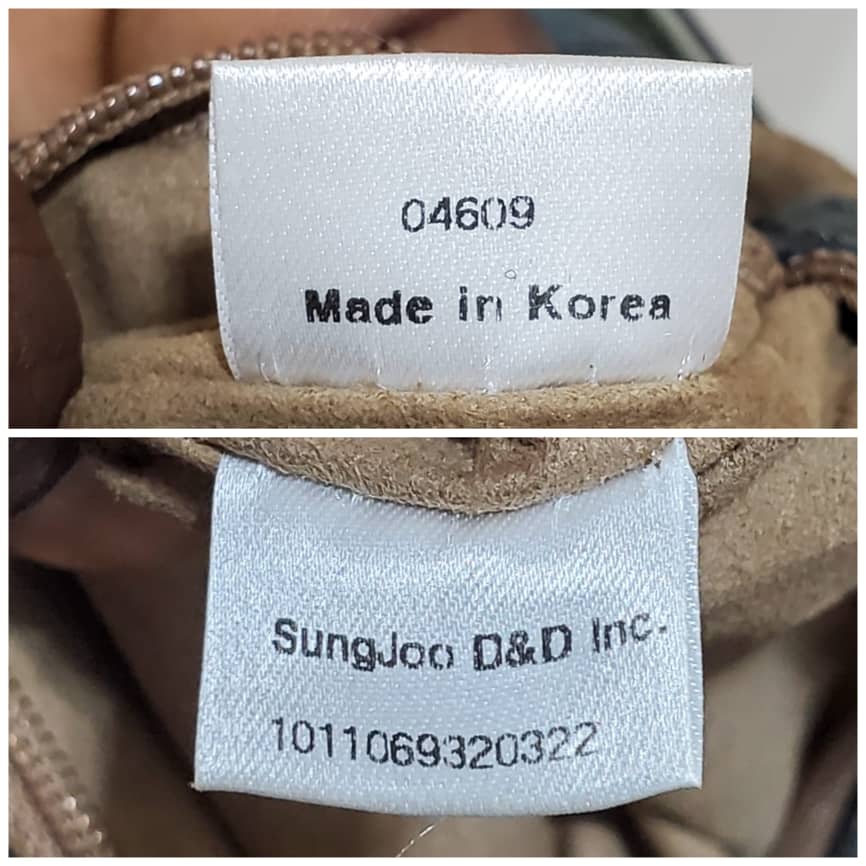 04609
Made in Korea
SungJoo D&D Inc.
1011069320322